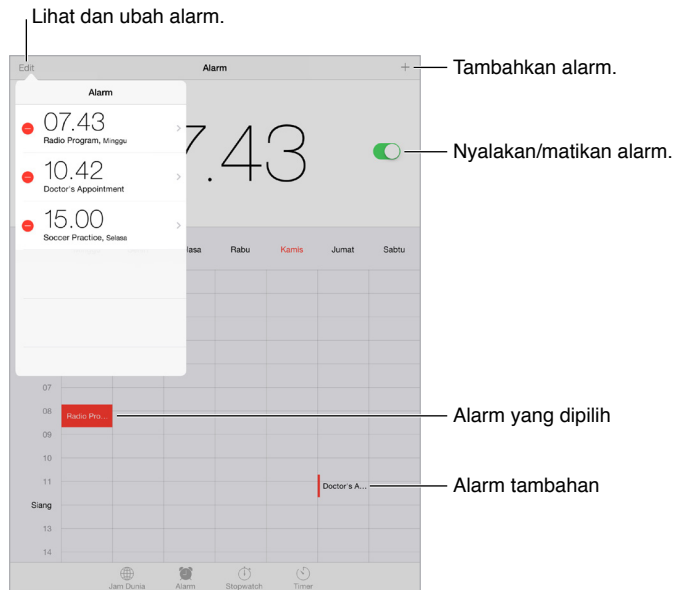 Lihat dan ubah alarm.
Edit
Alarm
+
Tambahkan alarm.
Alarm
07.43
Radio Program, Minggu
10.42
Doctor's Appointment
15.00
Soccer Practice, Selasa
7.43
Nyalakan/matikan alarm.
lasa Rabu Kamis Jumat Sabtu
07
08 Radio Pro...
Alarm yang dipilih
09
10
11 Doctor's A...
Alarm tambahan
Siang
13
14
Jam Dunia Alarm Stopwatch Timer